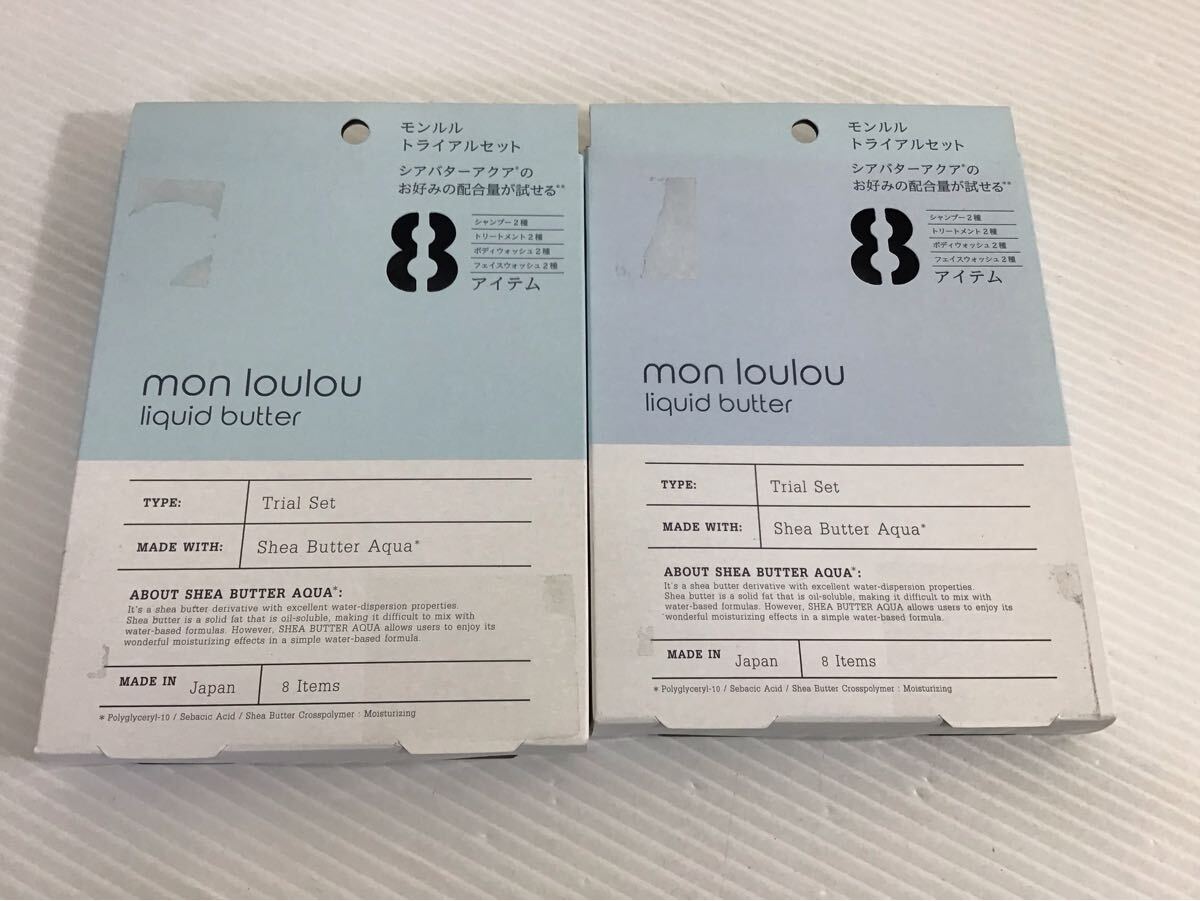 モンルル
トライアルセット
シアバターアクア*の
お好みの配合量が試せる**
8
シャンプー2種
トリートメント2種
ボディウォッシュ2種
フェイスウォッシュ2種
アイテム
mon loulou
liquid butter
TYPE: Trial Set
MADE WITH: Shea Butter Aqua*
ABOUT SHEA BUTTER AQUA*:
It's a shea butter derivative with excellent water-dispersion properties.
Shea butter is a solid fat that is oil-soluble, making it difficult to mix with
water-based formulas. However, SHEA BUTTER AQUA allows users to enjoy its
wonderful moisturizing effects in a simple water-based formula.
MADE IN Japan 8 Items
* Polyglyceryl-10 / Sebacic Acid / Shea Butter Crosspolymer : Moisturizing
モンルル
トライアルセット
シアバターアクア*の
お好みの配合量が試せる**
8
シャンプー2種
トリートメント2種
ボディウォッシュ2種
フェイスウォッシュ2種
アイテム
mon loulou
liquid butter
TYPE: Trial Set
MADE WITH: Shea Butter Aqua*
ABOUT SHEA BUTTER AQUA*:
It's a shea butter derivative with excellent water-dispersion properties.
Shea butter is a solid fat that is oil-soluble, making it difficult to mix with
water-based formulas. However, SHEA BUTTER AQUA allows users to enjoy its
wonderful moisturizing effects in a simple water-based formula.
MADE IN Japan 8 Items
* Polyglyceryl-10 / Sebacic Acid / Shea Butter Crosspolymer : Moisturizing